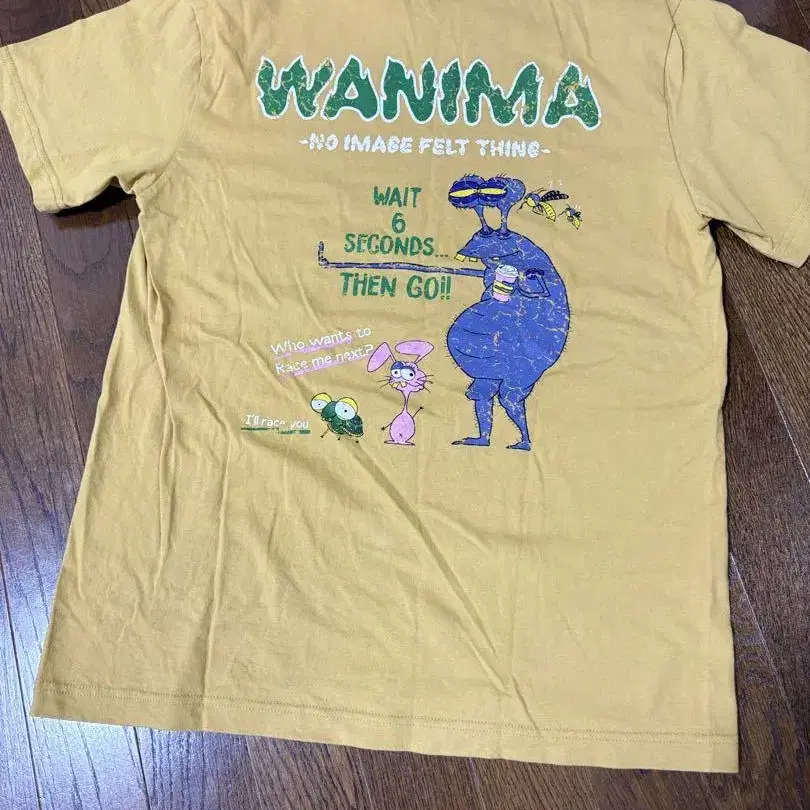 WANIMA
-NO IMAGE FELT THING-
WAIT
6
SECONDS...
THEN GO!!
Who wants to
Race me next?
I'll race you